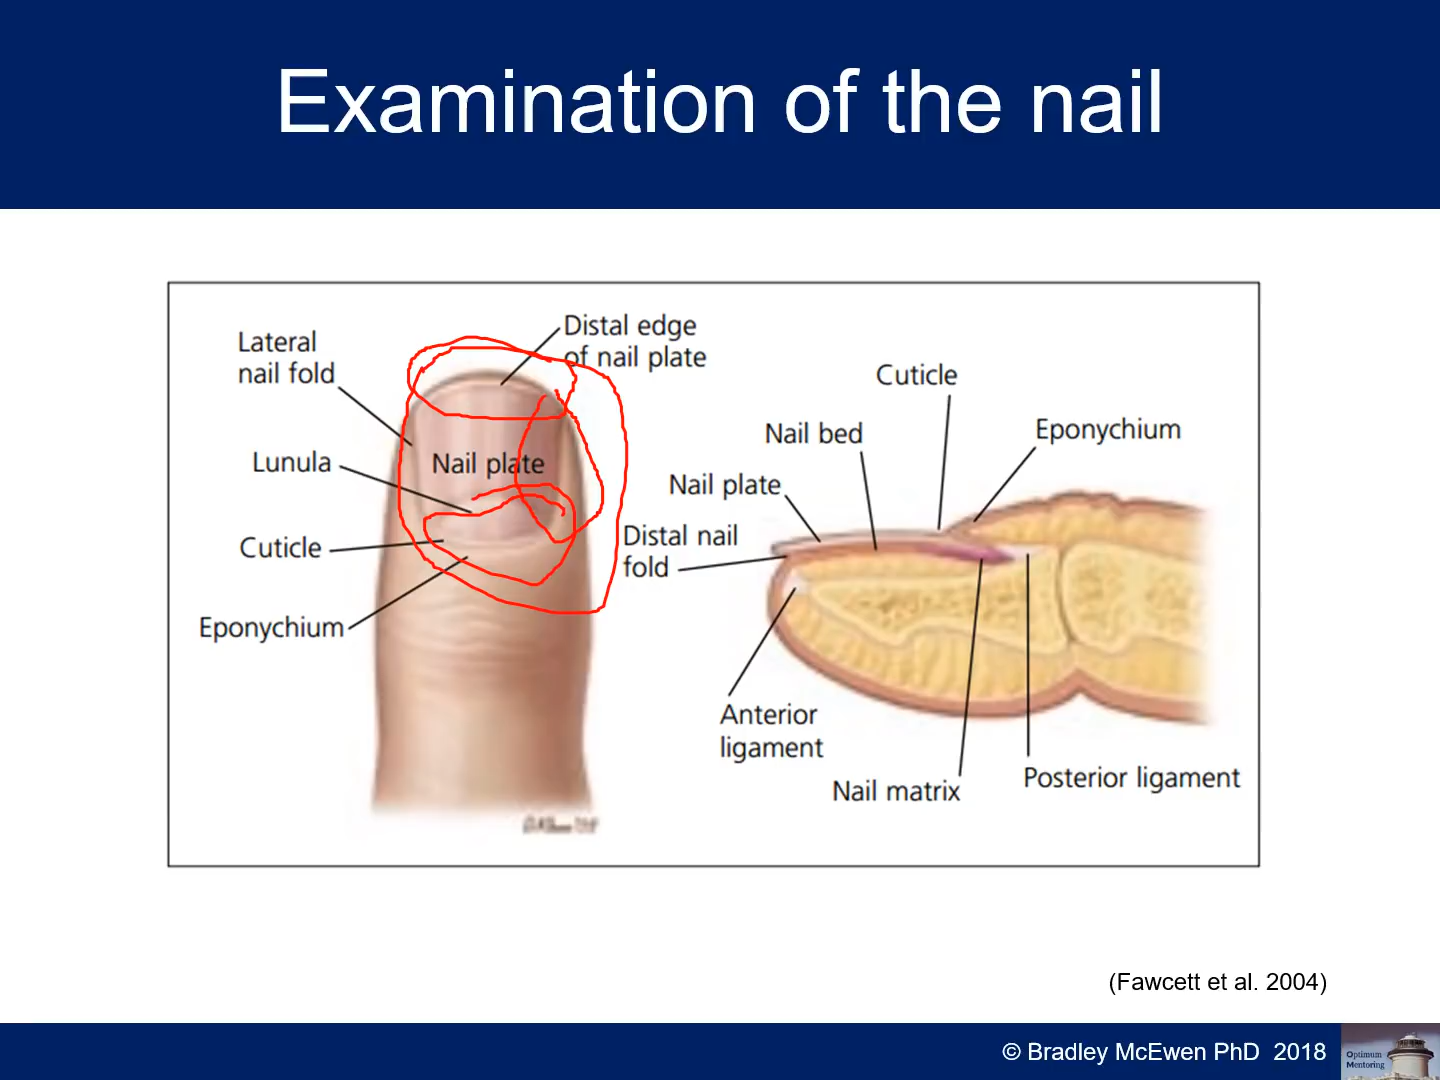 Examination of the nail
Lateral
nail fold
Distal edge
of nail plate
Lunula
Nail plate
Cuticle
Eponychium
Cuticle
Nail bed
Eponychium
Nail plate
Distal nail
fold
Anterior
ligament
Nail matrix
Posterior ligament
(Fawcett et al. 2004)
© Bradley McEwen PhD 2018
Optimum
Mentoring